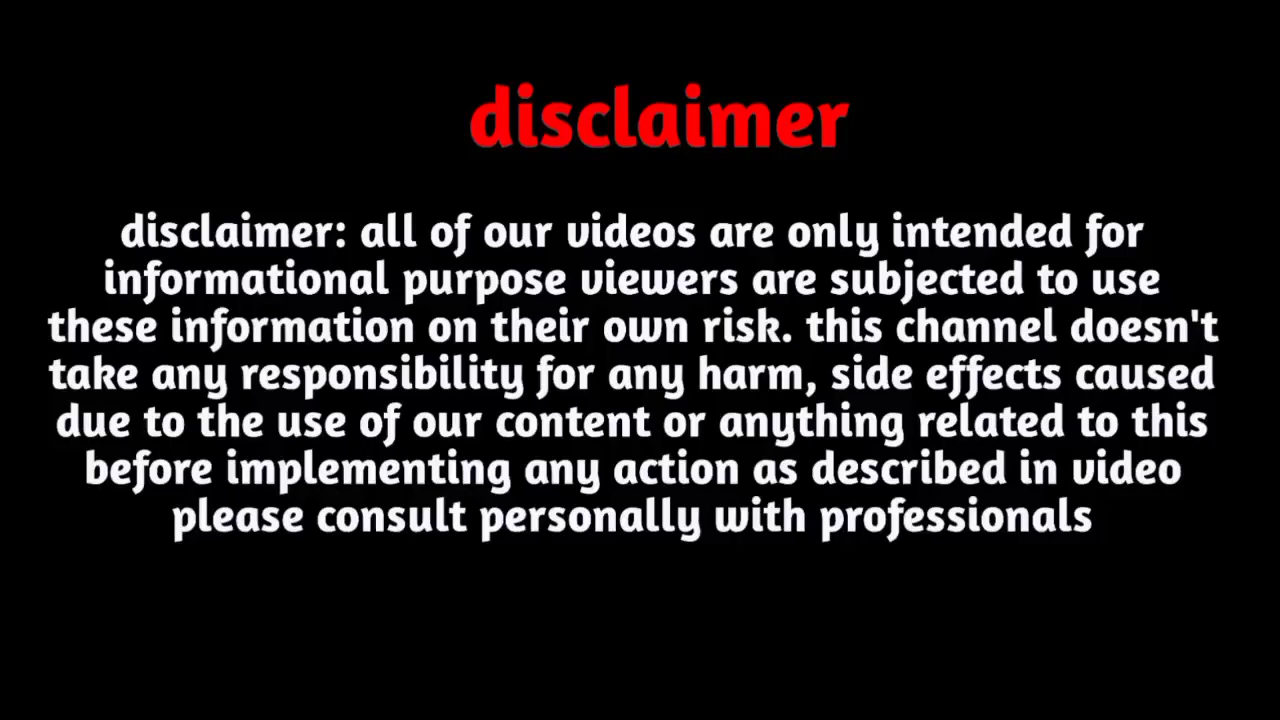 disclaimer
disclaimer: all of our videos are only intended for
informational purpose viewers are subjected to use
these information on their own risk. this channel doesn't
take any responsibility for any harm, side effects caused
due to the use of our content or anything related to this
before implementing any action as described in video
please consult personally with professionals